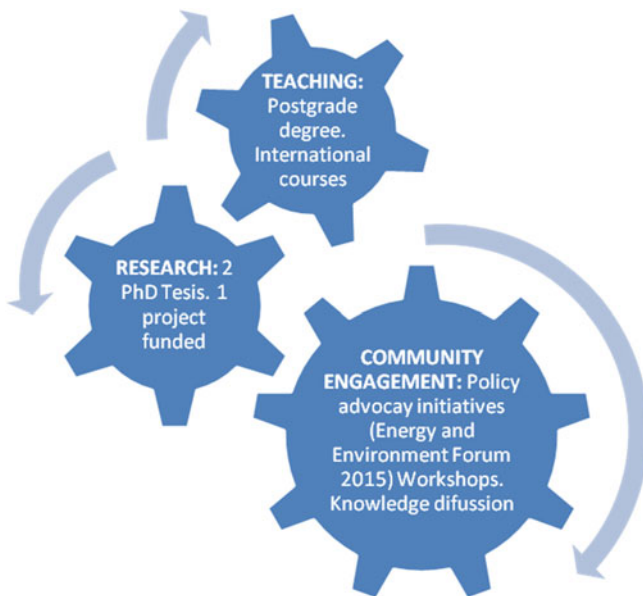 TEACHING:
Postgrade
degree.
International
courses
RESEARCH: 2
PhD Tesis. 1
project
funded
COMMUNITY
ENGAGEMENT: Policy
advocay initiatives
(Energy and
Environment Forum
2015) Workshops.
Knowledge difussion